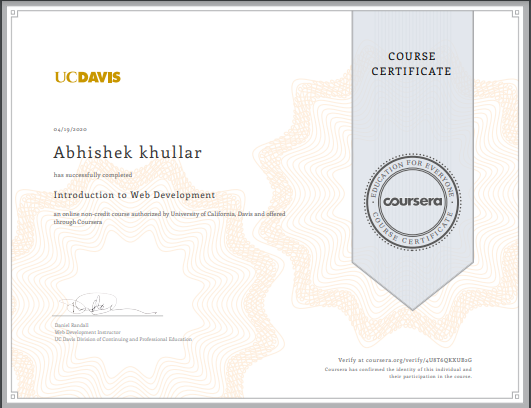 COURSE
CERTIFICATE
UCDAVIS
04/19/2020
Abhishek khullar
has successfully completed
Introduction to Web Development
an online non-credit course authorized by University of California, Davis and offered
through Coursera
EDUCATION FOR EVERYONE
coursera
COURSE CERTIFICATE
Daniel Randall
Web Development Instructor
UC Davis Division of Continuing and Professional Education
Verify at coursera.org/verify/
Coursera has confirmed the identity of this individual and
their participation in the course.